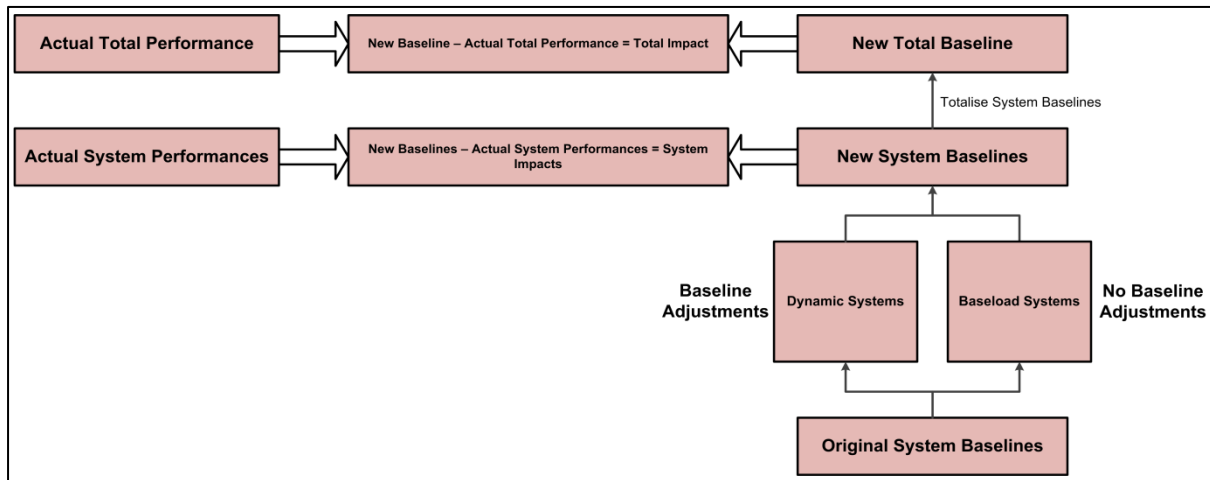 Actual Total Performance
New Baseline – Actual Total Performance = Total Impact
New Total Baseline
Totalise System Baselines
Actual System Performances
New Baselines – Actual System Performances = System
Impacts
New System Baselines
Baseline
Adjustments
Dynamic Systems
Baseload Systems
No Baseline
Adjustments
Original System Baselines